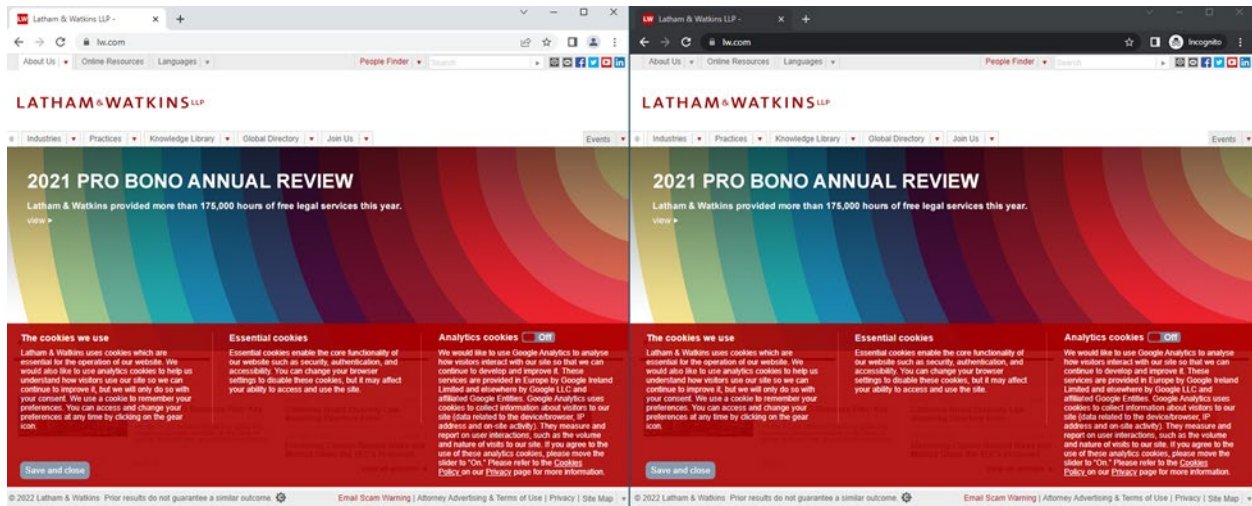 Latham & Watkins LLP -
lw.com
About Us
Online Resources
Languages
People Finder
Search
LATHAM & WATKINS LLP
Industries
Practices
Knowledge Library
Global Directory
Join Us
Events
2021 PRO BONO ANNUAL REVIEW
Latham & Watkins provided more than 175,000 hours of free legal services this year.
view
The cookies we use
Latham & Watkins uses cookies which are
essential for the operation of our website. We
would also like to use analytics cookies to help us
understand how visitors use our site so we can
continue to improve it, but we will only do so with
your consent. We use a cookie to remember your
preferences. You can access and change your
preferences at any time by clicking on the gear
icon.
Save and close
Essential cookies
Essential cookies enable the core functionality of
our website such as security, authentication, and
accessibility. You can change your browser
settings to disable these cookies, but it may affect
your ability to access and use the site.
Analytics cookies Off
We would like to use Google Analytics to analyse
how visitors interact with our site so that we can
continue to develop and improve it. These
services are provided in Europe by Google Ireland
Limited and elsewhere by Google LLC and
affiliated Google Entities. Google Analytics uses
cookies to collect information about visitors to our
site (data related to the device/browser, IP
address and on-site activity). They measure and
report on user interactions, such as the volume
and nature of visits to our site. If you agree to the
use of these analytics cookies, please move the
slider to "On." Please refer to the Cookies
Policy on our Privacy page for more information.
© 2022 Latham & Watkins Prior results do not guarantee a similar outcome.
Email Scam Warning | Attorney Advertising & Terms of Use | Privacy | Site Map
Latham & Watkins LLP -
lw.com
Incognito
About Us
Online Resources
Languages
People Finder
Search
LATHAM & WATKINS LLP
Industries
Practices
Knowledge Library
Global Directory
Join Us
Events
2021 PRO BONO ANNUAL REVIEW
Latham & Watkins provided more than 175,000 hours of free legal services this year.
view
The cookies we use
Latham & Watkins uses cookies which are
essential for the operation of our website. We
would also like to use analytics cookies to help us
understand how visitors use our site so we can
continue to improve it, but we will only do so with
your consent. We use a cookie to remember your
preferences. You can access and change your
preferences at any time by clicking on the gear
icon.
Save and close
Essential cookies
Essential cookies enable the core functionality of
our website such as security, authentication, and
accessibility. You can change your browser
settings to disable these cookies, but it may affect
your ability to access and use the site.
Analytics cookies Off
We would like to use Google Analytics to analyse
how visitors interact with our site so that we can
continue to develop and improve it. These
services are provided in Europe by Google Ireland
Limited and elsewhere by Google LLC and
affiliated Google Entities. Google Analytics uses
cookies to collect information about visitors to our
site (data related to the device/browser, IP
address and on-site activity). They measure and
report on user interactions, such as the volume
and nature of visits to our site. If you agree to the
use of these analytics cookies, please move the
slider to "On." Please refer to the Cookies
Policy on our Privacy page for more information.
© 2022 Latham & Watkins Prior results do not guarantee a similar outcome.
Email Scam Warning | Attorney Advertising & Terms of Use | Privacy | Site Map